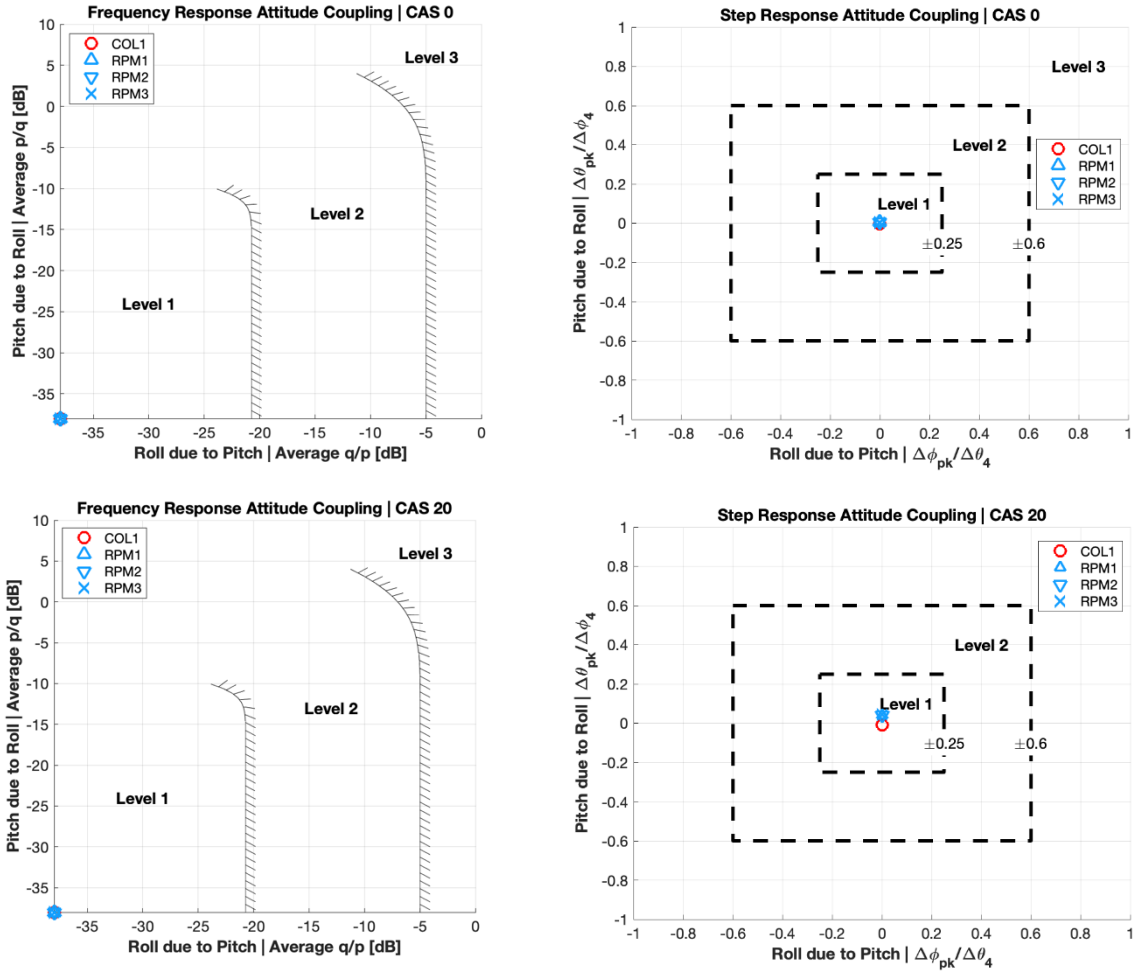 Frequency Response Attitude Coupling | CAS 0
Pitch due to Roll | Average p/q [dB]
10
5
0
-5
-10
-15
-20
-25
-30
-35
COL1
RPM1
RPM2
RPM3
Level 3
Level 2
Level 1
-35 -30 -25 -20 -15 -10 -5 0
Roll due to Pitch | Average q/p [dB]
Step Response Attitude Coupling | CAS 0
Pitch due to Roll | Δθpk/Δϕ4
1
0.8
0.6
0.4
0.2
0
-0.2
-0.4
-0.6
-0.8
-1
Level 3
Level 2
COL1
RPM1
RPM2
RPM3
Level 1
±0.25 ±0.6
-1 -0.8 -0.6 -0.4 -0.2 0 0.2 0.4 0.6 0.8 1
Roll due to Pitch | Δϕpk/Δθ4
Frequency Response Attitude Coupling | CAS 20
Pitch due to Roll | Average p/q [dB]
10
5
0
-5
-10
-15
-20
-25
-30
-35
COL1
RPM1
RPM2
RPM3
Level 3
Level 2
Level 1
-35 -30 -25 -20 -15 -10 -5 0
Roll due to Pitch | Average q/p [dB]
Step Response Attitude Coupling | CAS 20
Pitch due to Roll | Δθpk/Δϕ4
1
0.8
0.6
0.4
0.2
0
-0.2
-0.4
-0.6
-0.8
-1
COL1
RPM1
RPM2
RPM3
Level 2
Level 1
±0.25 ±0.6
-1 -0.8 -0.6 -0.4 -0.2 0 0.2 0.4 0.6 0.8 1
Roll due to Pitch | Δϕpk/Δθ4